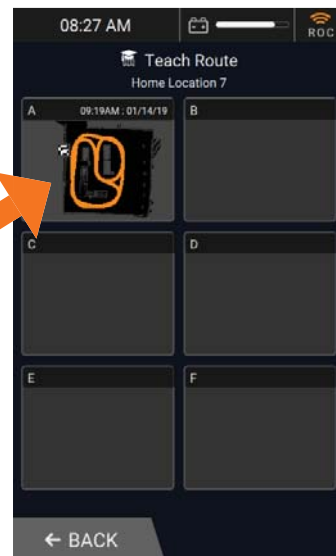 08:27 AM
ROC
Teach Route
Home Location 7
A 09:19AM : 01/14/19
B
C
D
E
F
← BACK